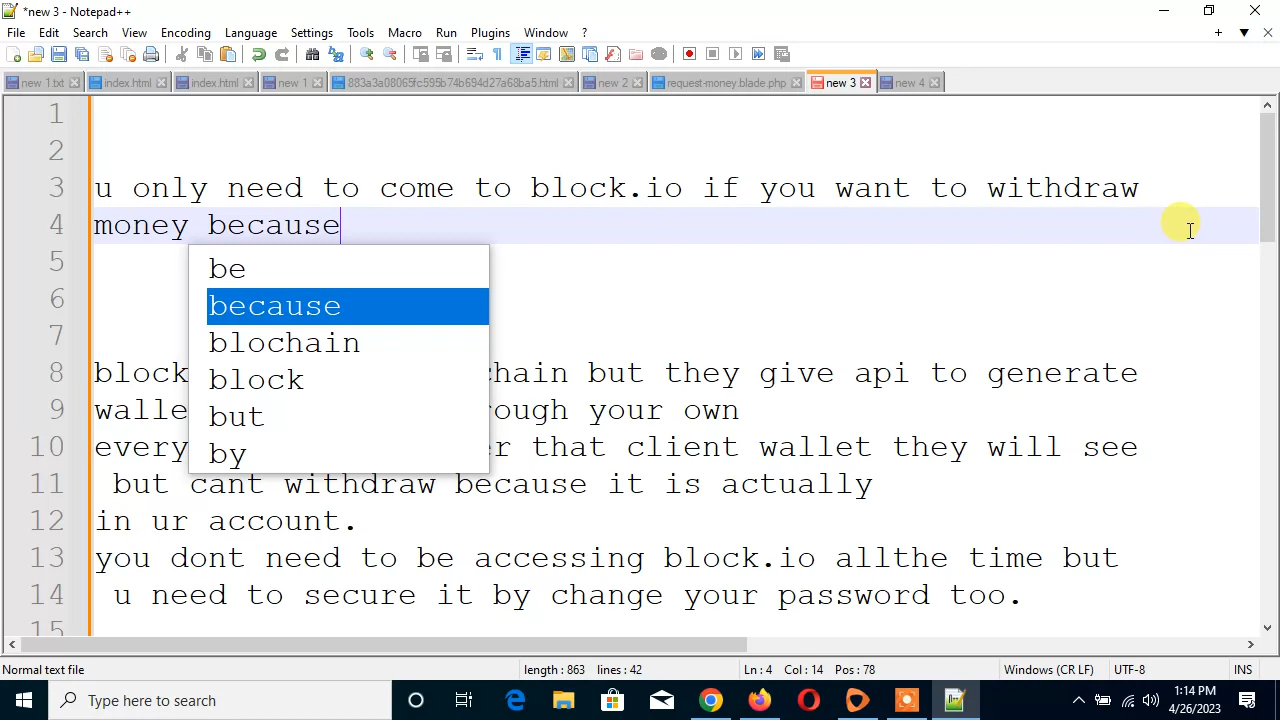 *new 3 - Notepad++
File Edit Search View Encoding Language Settings Tools Macro Run Plugins Window ?
new 1.txt index.html index.html new 1 883a3a08065fc595b74b694d27a68ba5.html new 2 request-money.blade.php new 3 new 4
1
2
3 u only need to come to block.io if you want to withdraw
4 money because
5 be
6 because
7 blochain
8 block chain but they give api to generate
block
9 walle ough your own
but
10 every er that client wallet they will see
by
11 but cant withdraw because it is actually
12 in ur account.
13 you dont need to be accessing block.io allthe time but
14 u need to secure it by change your password too.
15
Normal text file length : 863 lines : 42 Ln : 4 Col : 14 Pos : 78 Windows (CR LF) UTF-8 INS
Type here to search 1:14 PM
4/26/2023